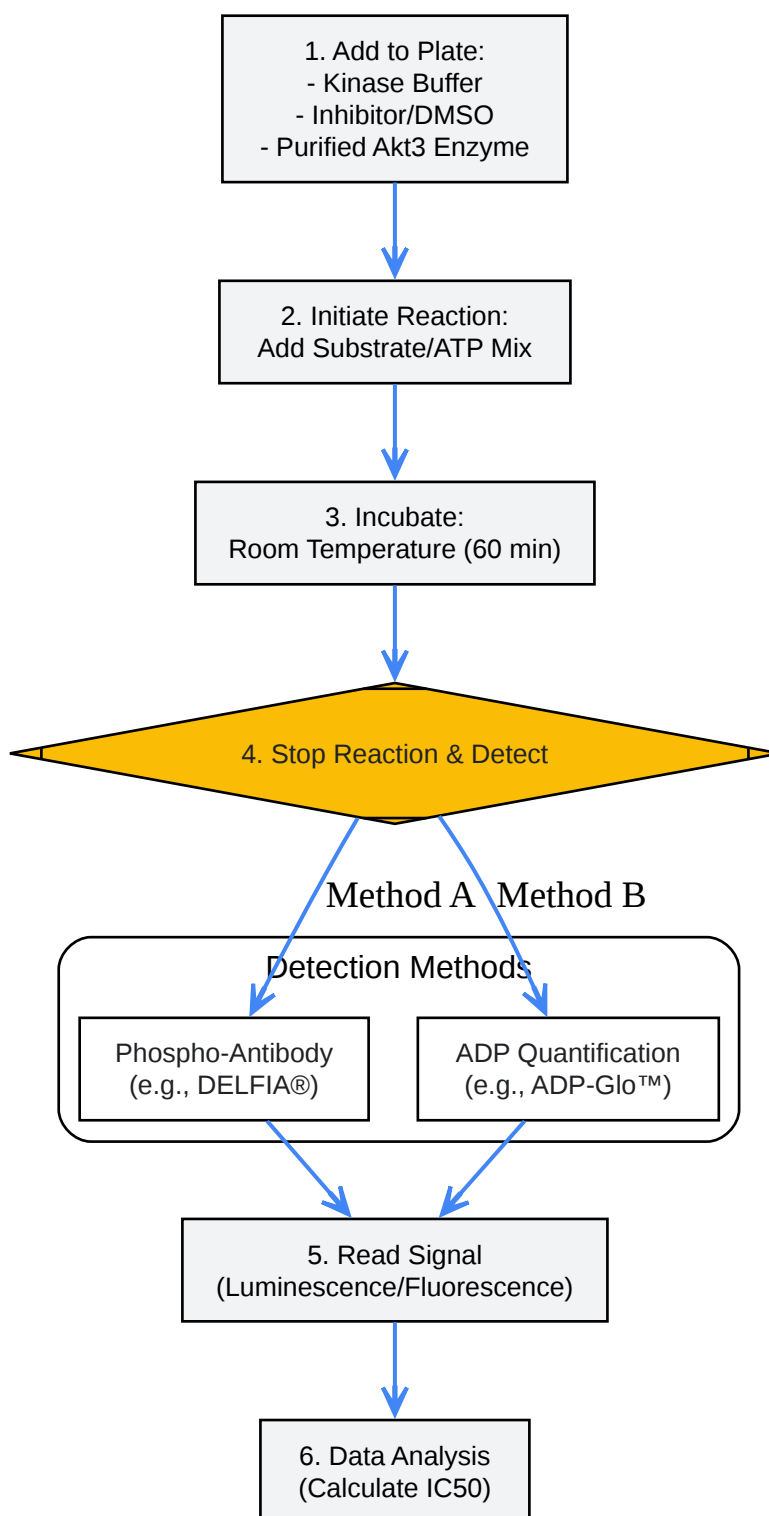 1. Add to Plate:
- Kinase Buffer
- Inhibitor/DMSO
- Purified Akt3 Enzyme
2. Initiate Reaction:
Add Substrate/ATP Mix
3. Incubate:
Room Temperature (60 min)
4. Stop Reaction & Detect
Method A
Method B
Detection Methods
Phospho-Antibody
(e.g., DELFIA®)
ADP Quantification
(e.g., ADP-Glo™)
5. Read Signal
(Luminescence/Fluorescence)
6. Data Analysis
(Calculate IC50)